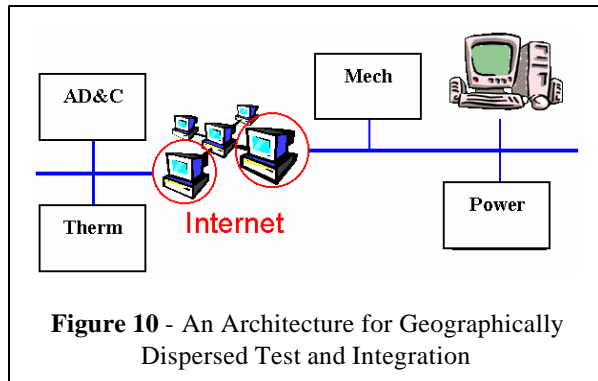 AD&C
Mech
Therm
Internet
Power
Figure 10 - An Architecture for Geographically
Dispersed Test and Integration